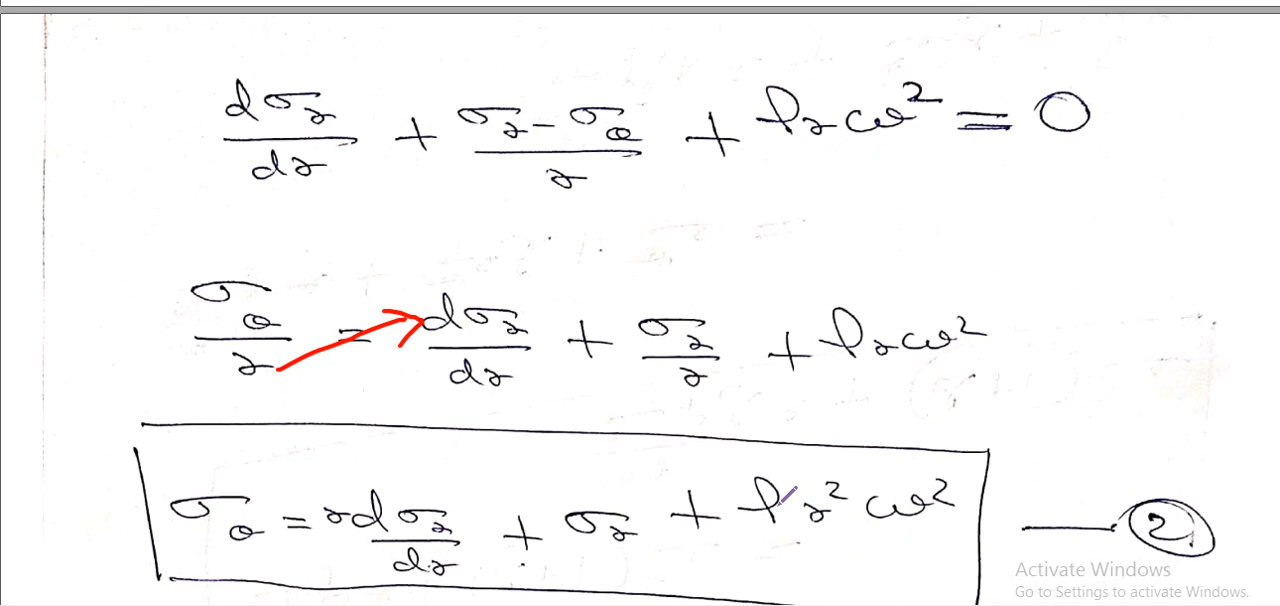 dσr/dr + (σr - σθ)/r + ρrω² = 0
σθ/r = dσr/dr + σr/r + ρrω²
σθ = r dσr/dr + σr + ρr²ω² — 2
Activate Windows
Go to Settings to activate Windows.